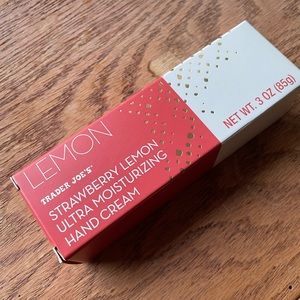 LEMON
TRADER JOE'S
STRAWBERRY LEMON
ULTRA MOISTURIZING
HAND CREAM
NET WT. 3 OZ (85g)